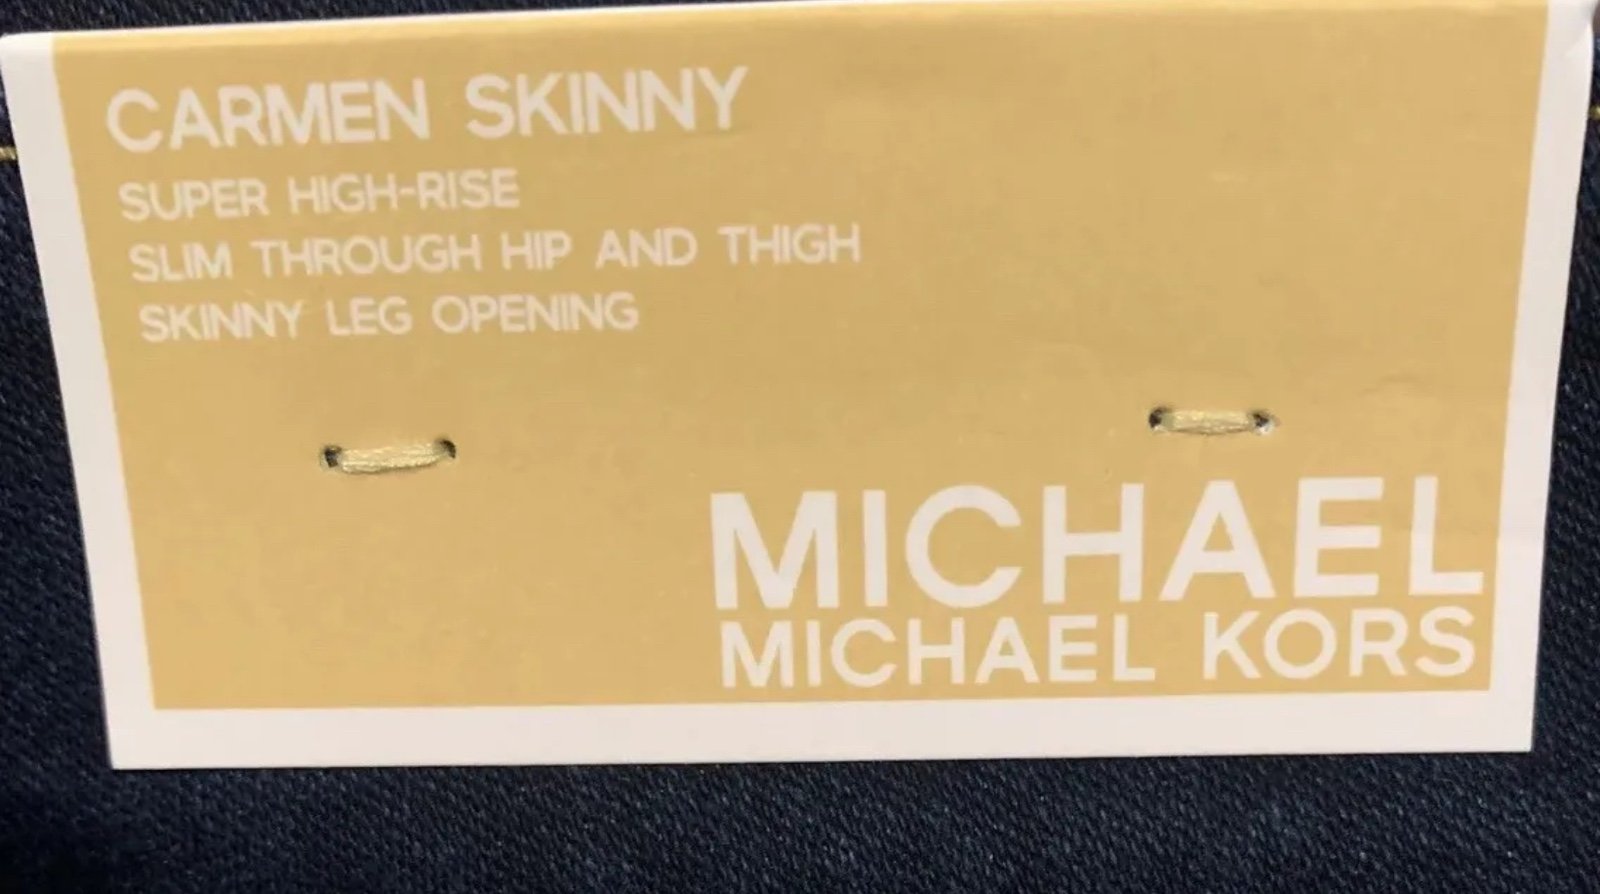 CARMEN SKINNY
SUPER HIGH-RISE
SLIM THROUGH HIP AND THIGH
SKINNY LEG OPENING
MICHAEL
MICHAEL KORS